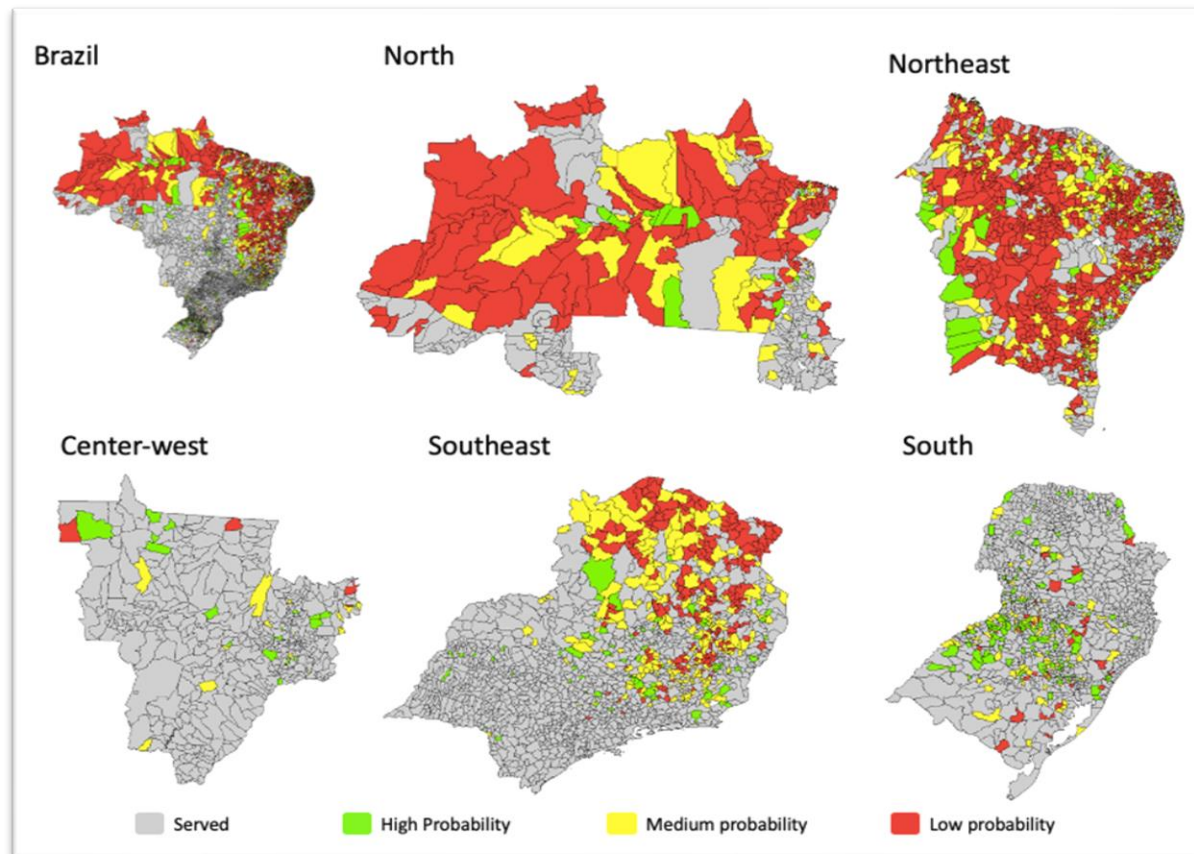 Brazil
North
Northeast
Center-west
Southeast
South
Served
High Probability
Medium probability
Low probability